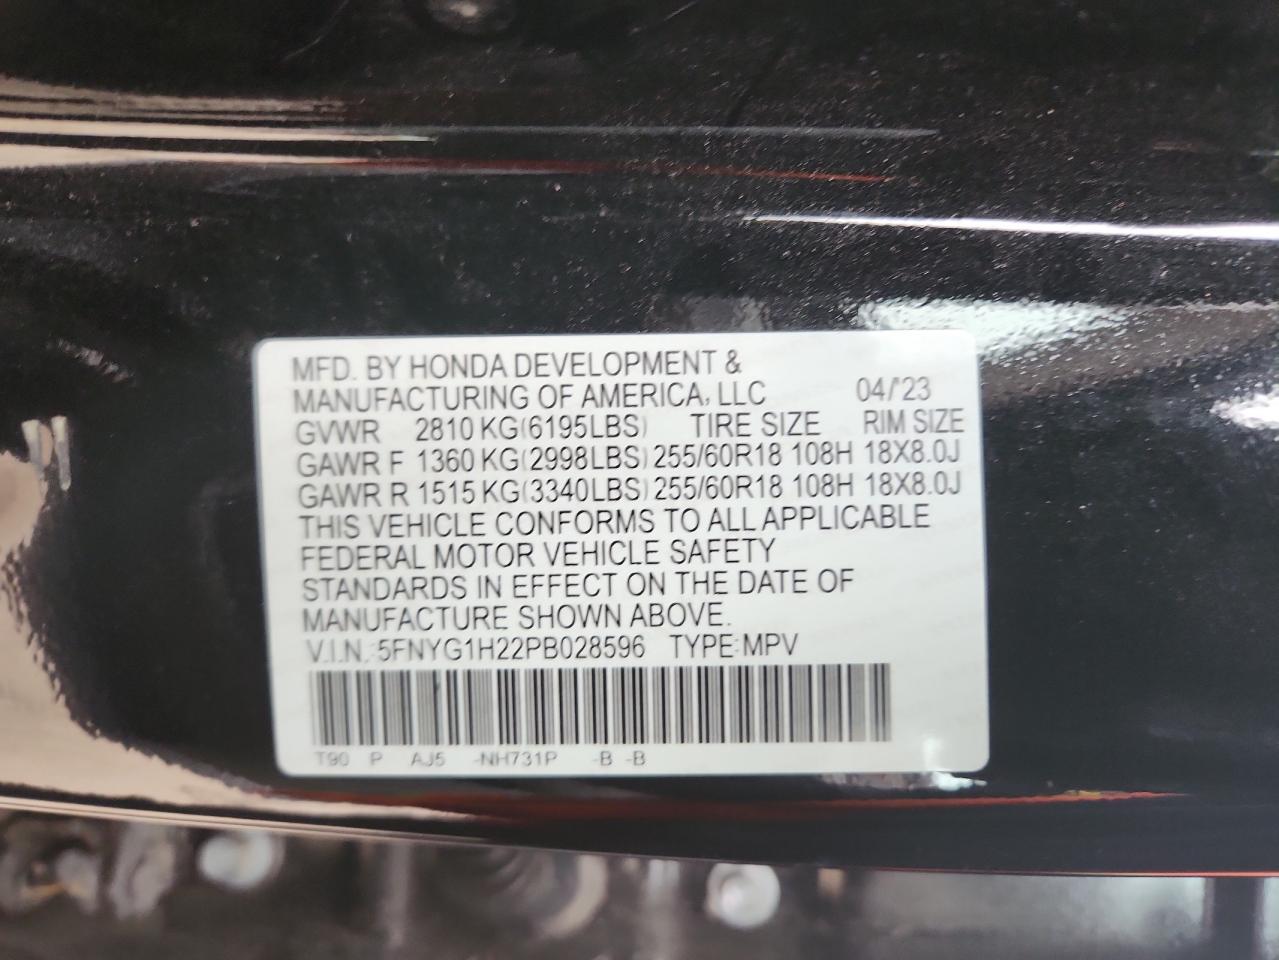 MFD. BY HONDA DEVELOPMENT &
MANUFACTURING OF AMERICA, LLC 04/'23
GVWR 2810 KG(6195LBS) TIRE SIZE RIM SIZE
GAWR F 1360 KG(2998LBS) 255/60R18 108H 18X8.0J
GAWR R 1515 KG(3340LBS) 255/60R18 108H 18X8.0J
THIS VEHICLE CONFORMS TO ALL APPLICABLE
FEDERAL MOTOR VEHICLE SAFETY
STANDARDS IN EFFECT ON THE DATE OF
MANUFACTURE SHOWN ABOVE.
V.I.N.:5FNYG1H22PB028596 TYPE:MPV
T90 P AJ5 -NH731P -B -B